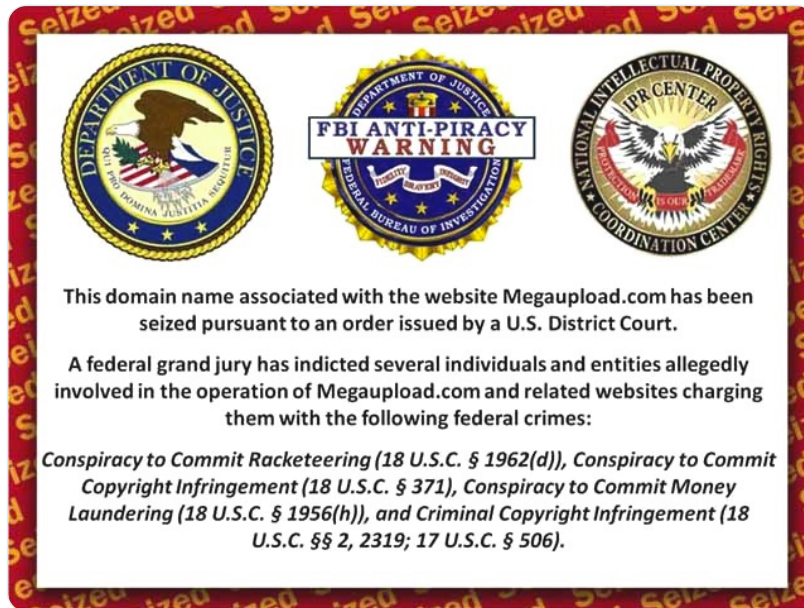 DEPARTMENT OF JUSTICE
QUI PRO DOMINA JUSTITIA SEQUITUR
DEPARTMENT OF JUSTICE
FBI ANTI-PIRACY
WARNING
FIDELITY BRAVERY INTEGRITY
FEDERAL BUREAU OF INVESTIGATION
NATIONAL INTELLECTUAL PROPERTY RIGHTS
IPR CENTER
PROTECTION IS OUR TRADEMARK
COORDINATION CENTER
This domain name associated with the website Megaupload.com has been
seized pursuant to an order issued by a U.S. District Court.
A federal grand jury has indicted several individuals and entities allegedly
involved in the operation of Megaupload.com and related websites charging
them with the following federal crimes:
Conspiracy to Commit Racketeering (18 U.S.C. § 1962(d)), Conspiracy to Commit
Copyright Infringement (18 U.S.C. § 371), Conspiracy to Commit Money
Laundering (18 U.S.C. § 1956(h)), and Criminal Copyright Infringement (18
U.S.C. §§ 2, 2319; 17 U.S.C. § 506).
Seized Seized Seized Seized Seized